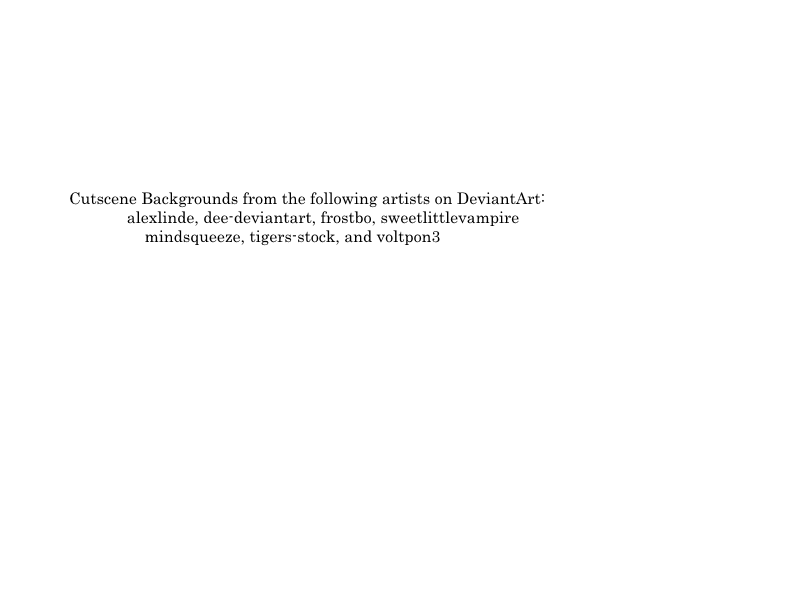 Cutscene Backgrounds from the following artists on DeviantArt:
alexlinde, dee-deviantart, frostbo, sweetlittlevampire
mindsqueeze, tigers-stock, and voltpon3